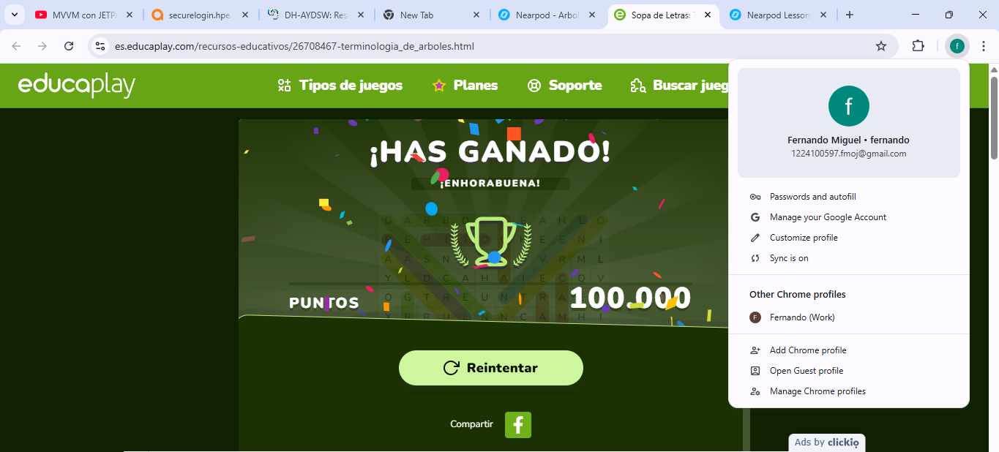 MVVM con JETPA
securelogin.hpe.
DH-AYDSW: Res
New Tab
Nearpod - Arbol
Sopa de Letras: T
Nearpod Lesson
es.educaplay.com/recursos-educativos/26708467-terminologia_de_arboles.html
f
educaplay
Tipos de juegos
Planes
Soporte
Buscar jueg
¡HAS GANADO!
¡ENHORABUENA!
PUNTOS
100.000
Reintentar
Compartir
f
f
Fernando Miguel • fernando
1224100597.fmoj@gmail.com
Passwords and autofill
Manage your Google Account
Customize profile
Sync is on
Other Chrome profiles
F
Fernando (Work)
Add Chrome profile
Open Guest profile
Manage Chrome profiles
Ads by clickio